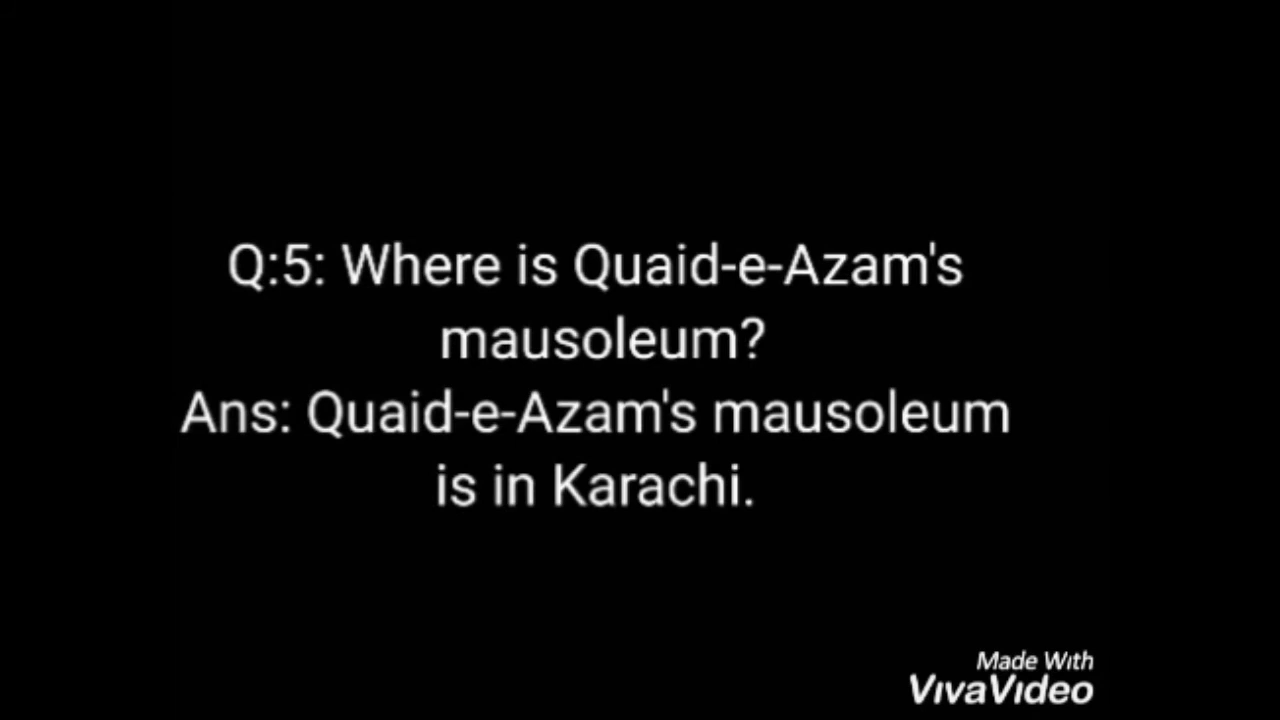 Q:5: Where is Quaid-e-Azam's
mausoleum?
Ans: Quaid-e-Azam's mausoleum
is in Karachi.
Made With
VivaVideo